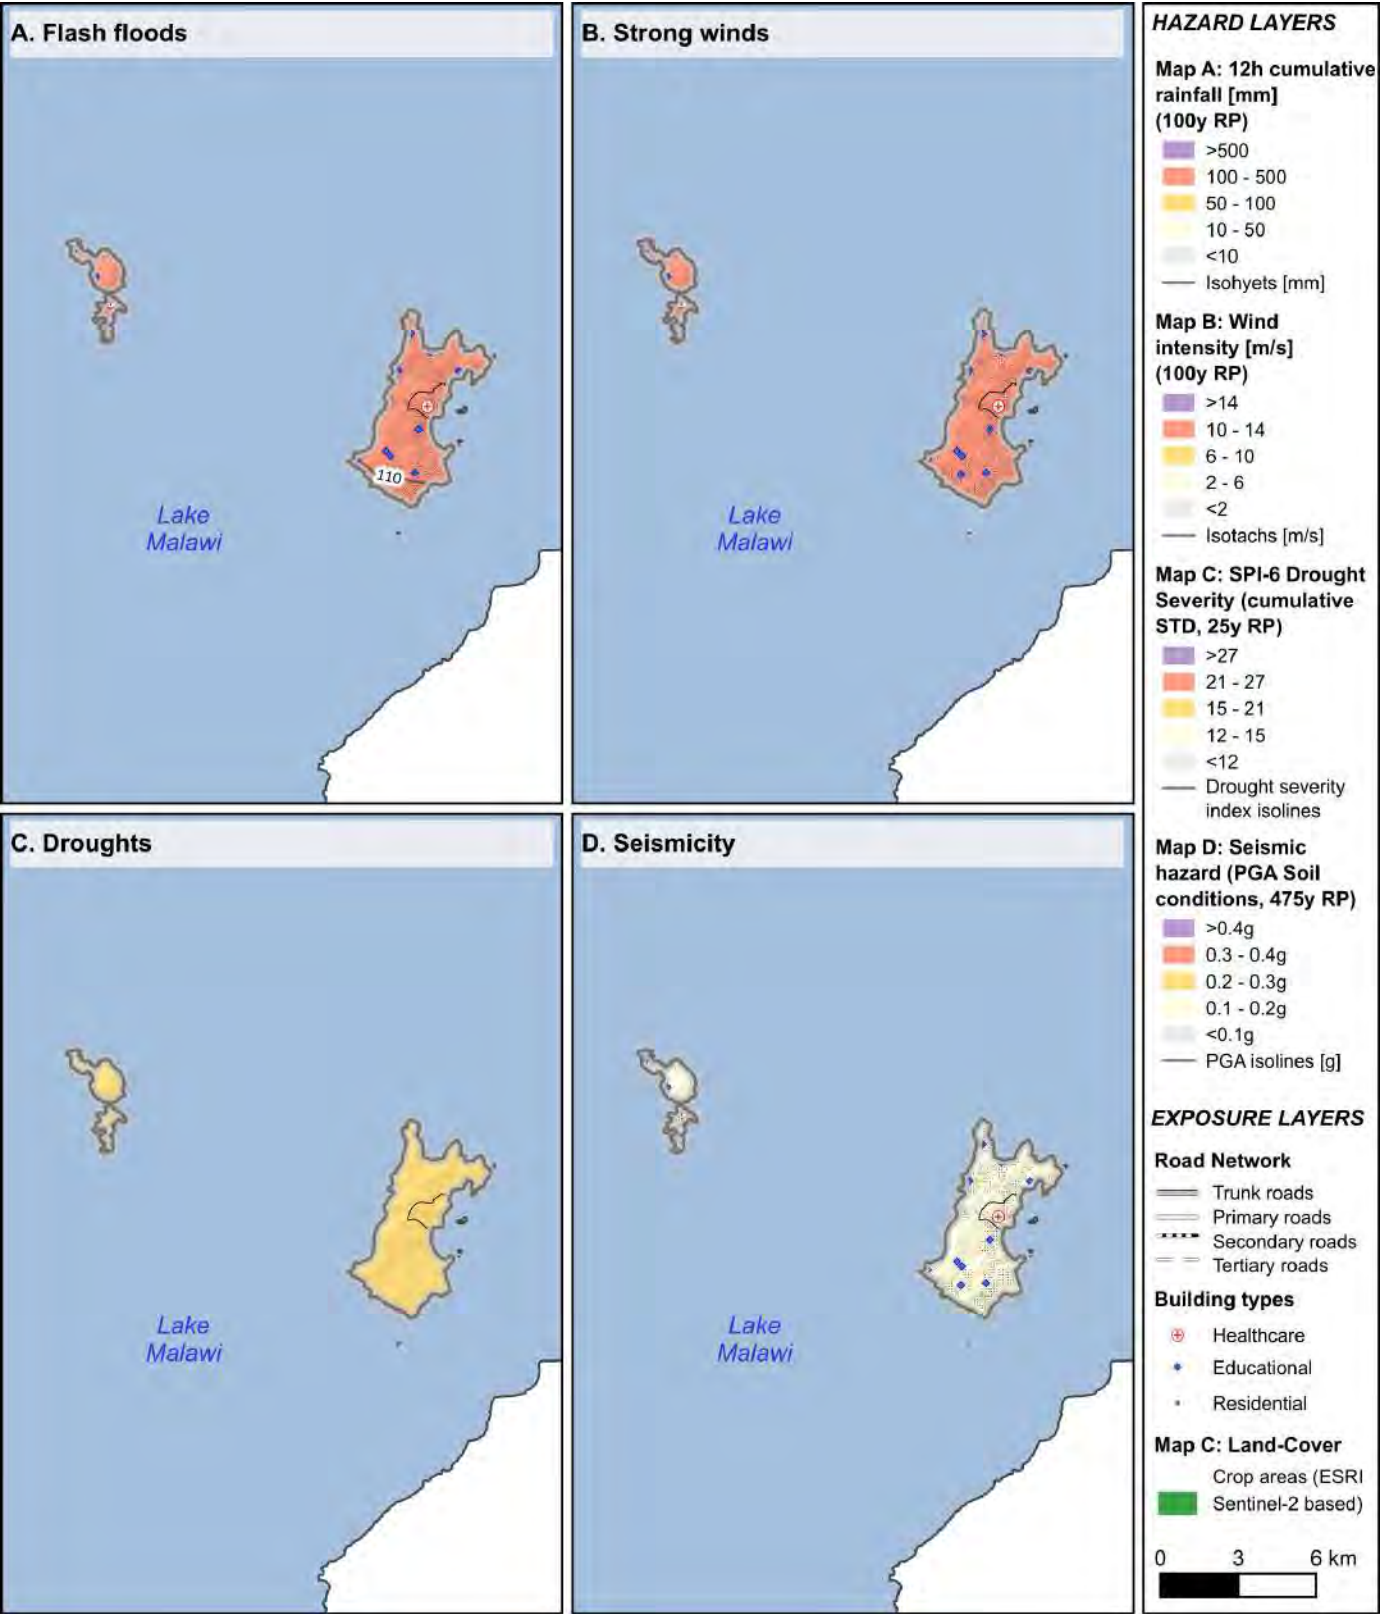 A. Flash floods
110
Lake
Malawi
B. Strong winds
Lake
Malawi
C. Droughts
Lake
Malawi
D. Seismicity
Lake
Malawi
HAZARD LAYERS
Map A: 12h cumulative
rainfall [mm]
(100y RP)
>500
100 - 500
50 - 100
10 - 50
<10
Isohyets [mm]
Map B: Wind
intensity [m/s]
(100y RP)
>14
10 - 14
6 - 10
2 - 6
<2
Isotachs [m/s]
Map C: SPI-6 Drought
Severity (cumulative
STD, 25y RP)
>27
21 - 27
15 - 21
12 - 15
<12
Drought severity
index isolines
Map D: Seismic
hazard (PGA Soil
conditions, 475y RP)
>0.4g
0.3 - 0.4g
0.2 - 0.3g
0.1 - 0.2g
<0.1g
PGA isolines [g]
EXPOSURE LAYERS
Road Network
Trunk roads
Primary roads
Secondary roads
Tertiary roads
Building types
Healthcare
Educational
Residential
Map C: Land-Cover
Crop areas (ESRI
Sentinel-2 based)
0 3 6 km